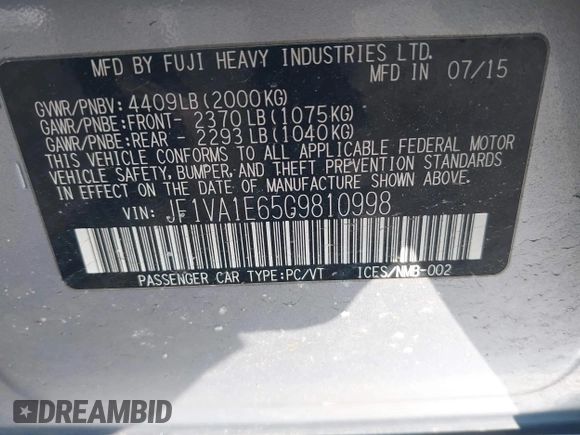 MFD BY FUJI HEAVY INDUSTRIES LTD.
MFD IN 07/15
GVWR/PNBV: 4409LB(2000KG)
GAWR/PNBE:FRONT- 2370LB(1075KG)
GAWR/PNBE:REAR - 2293LB(1040KG)
THIS VEHICLE CONFORMS TO ALL APPLICABLE FEDERAL MOTOR
VEHICLE SAFETY, BUMPER, AND THEFT PREVENTION STANDARDS
IN EFFECT ON THE DATE OF MANUFACTURE SHOWN ABOVE.
VIN: JF1VA1E65G9810998
PASSENGER CAR TYPE:PC/VT ICES/NMB-002
DREAMBID